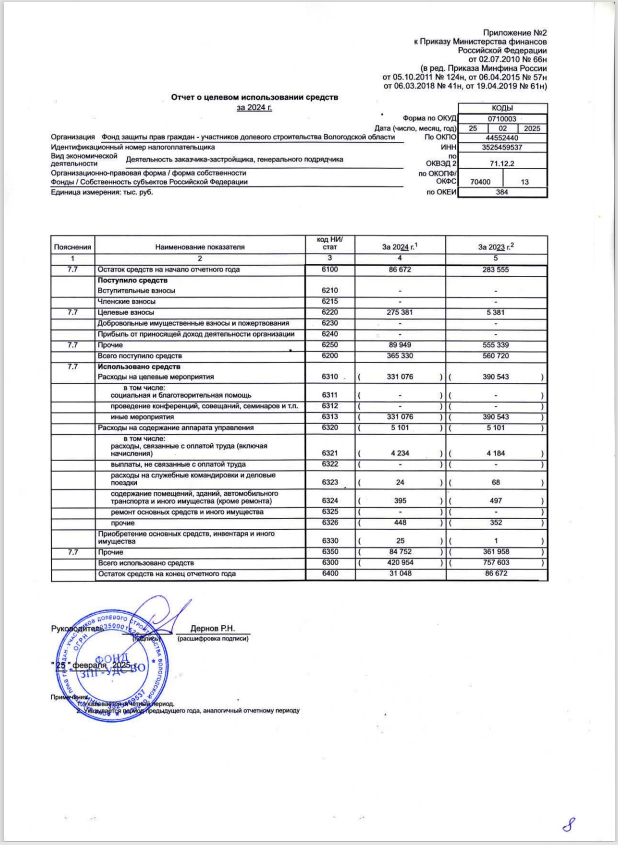 Приложение №2
к Приказу Министерства финансов
Российской Федерации
от 02.07.2010 № 66н
(в ред. Приказа Минфина России
от 05.10.2011 № 124н, от 06.04.2015 № 57н
от 06.03.2018 № 41н, от 19.04.2019 № 61н)
Отчет о целевом использовании средств
за 2024 г.
КОДЫ
Форма по ОКУД 0710003
Дата (число, месяц, год) 25 02 2025
Организация Фонд защиты прав граждан - участников долевого строительства Вологодской области По ОКПО 44552440
Идентификационный номер налогоплательщика ИНН 3525459537
Вид экономической деятельности Деятельность заказчика-застройщика, генерального подрядчика по ОКВЭД 2 71.12.2
Организационно-правовая форма / форма собственности по ОКОПФ/
Фонды / Собственность субъектов Российской Федерации ОКФС 70400 13
Единица измерения: тыс. руб. по ОКЕИ 384
Пояснения Наименование показателя код НИ/стат За 2024 г.1 За 2023 г.2
1 2 3 4 5
7.7 Остаток средств на начало отчетного года 6100 86 672 283 555
Поступило средств
Вступительные взносы 6210 - -
Членские взносы 6215 - -
7.7 Целевые взносы 6220 275 381 5 381
Добровольные имущественные взносы и пожертвования 6230 - -
Прибыль от приносящей доход деятельности организации 6240 - -
7.7 Прочие 6250 89 949 555 339
Всего поступило средств 6200 365 330 560 720
7.7 Использовано средств
Расходы на целевые мероприятия 6310 ( 331 076 ) ( 390 543 )
в том числе:
социальная и благотворительная помощь 6311 ( - ) ( - )
проведение конференций, совещаний, семинаров и т.п. 6312 ( - ) ( - )
иные мероприятия 6313 ( 331 076 ) ( 390 543 )
Расходы на содержание аппарата управления 6320 ( 5 101 ) ( 5 101 )
в том числе:
расходы, связанные с оплатой труда (включая
начисления) 6321 ( 4 234 ) ( 4 184 )
выплаты, не связанные с оплатой труда 6322 ( - ) ( - )
расходы на служебные командировки и деловые
поездки 6323 ( 24 ) ( 68 )
содержание помещений, зданий, автомобильного
транспорта и иного имущества (кроме ремонта) 6324 ( 395 ) ( 497 )
ремонт основных средств и иного имущества 6325 ( - ) ( - )
прочие 6326 ( 448 ) ( 352 )
Приобретение основных средств, инвентаря и иного
имущества 6330 ( 25 ) ( 1 )
7.7 Прочие 6350 ( 84 752 ) ( 361 958 )
Всего использовано средств 6300 ( 420 954 ) ( 757 603 )
Остаток средств на конец отчетного года 6400 31 048 86 672
Руководитель Дернов Р.Н.
(подпись) (расшифровка подписи)
" 25 " февраля 2025 г.
ФОНД
ЗПГ-УДС ВО
Примечания
1. Указывается отчетный период.
2. Указывается период предыдущего года, аналогичный отчетному периоду
8